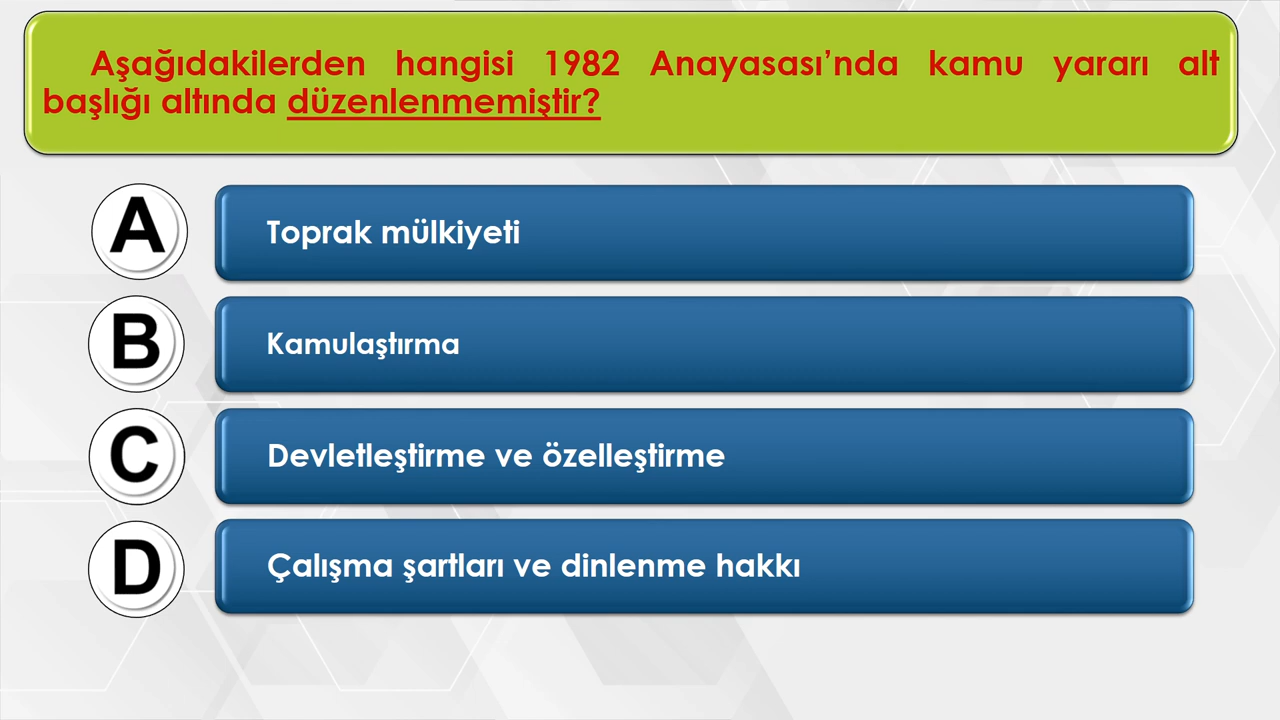 Aşağıdakilerden hangisi 1982 Anayasası’nda kamu yararı alt
başlığı altında düzenlenmemiştir?
A
Toprak mülkiyeti
B
Kamulaştırma
C
Devletleştirme ve özelleştirme
D
Çalışma şartları ve dinlenme hakkı